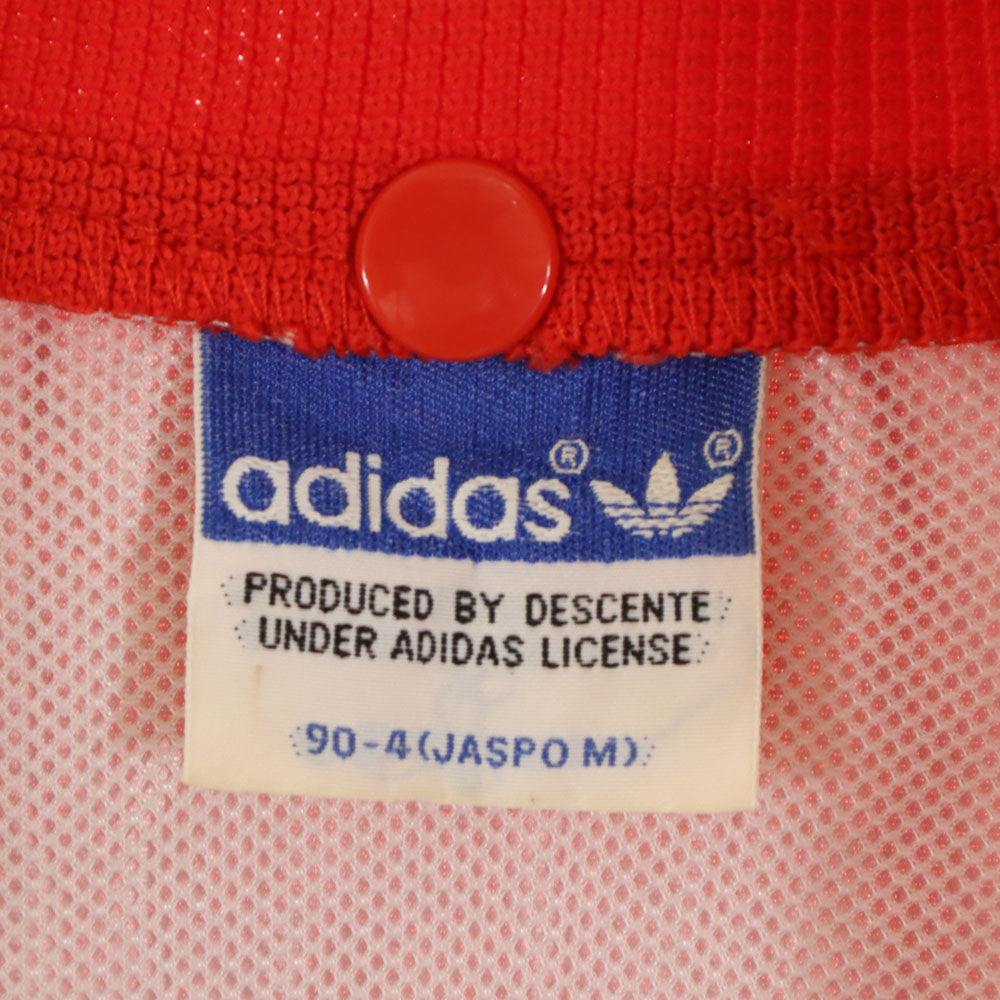 adidas®
®
PRODUCED BY DESCENTE
UNDER ADIDAS LICENSE
90-4(JASPO M)